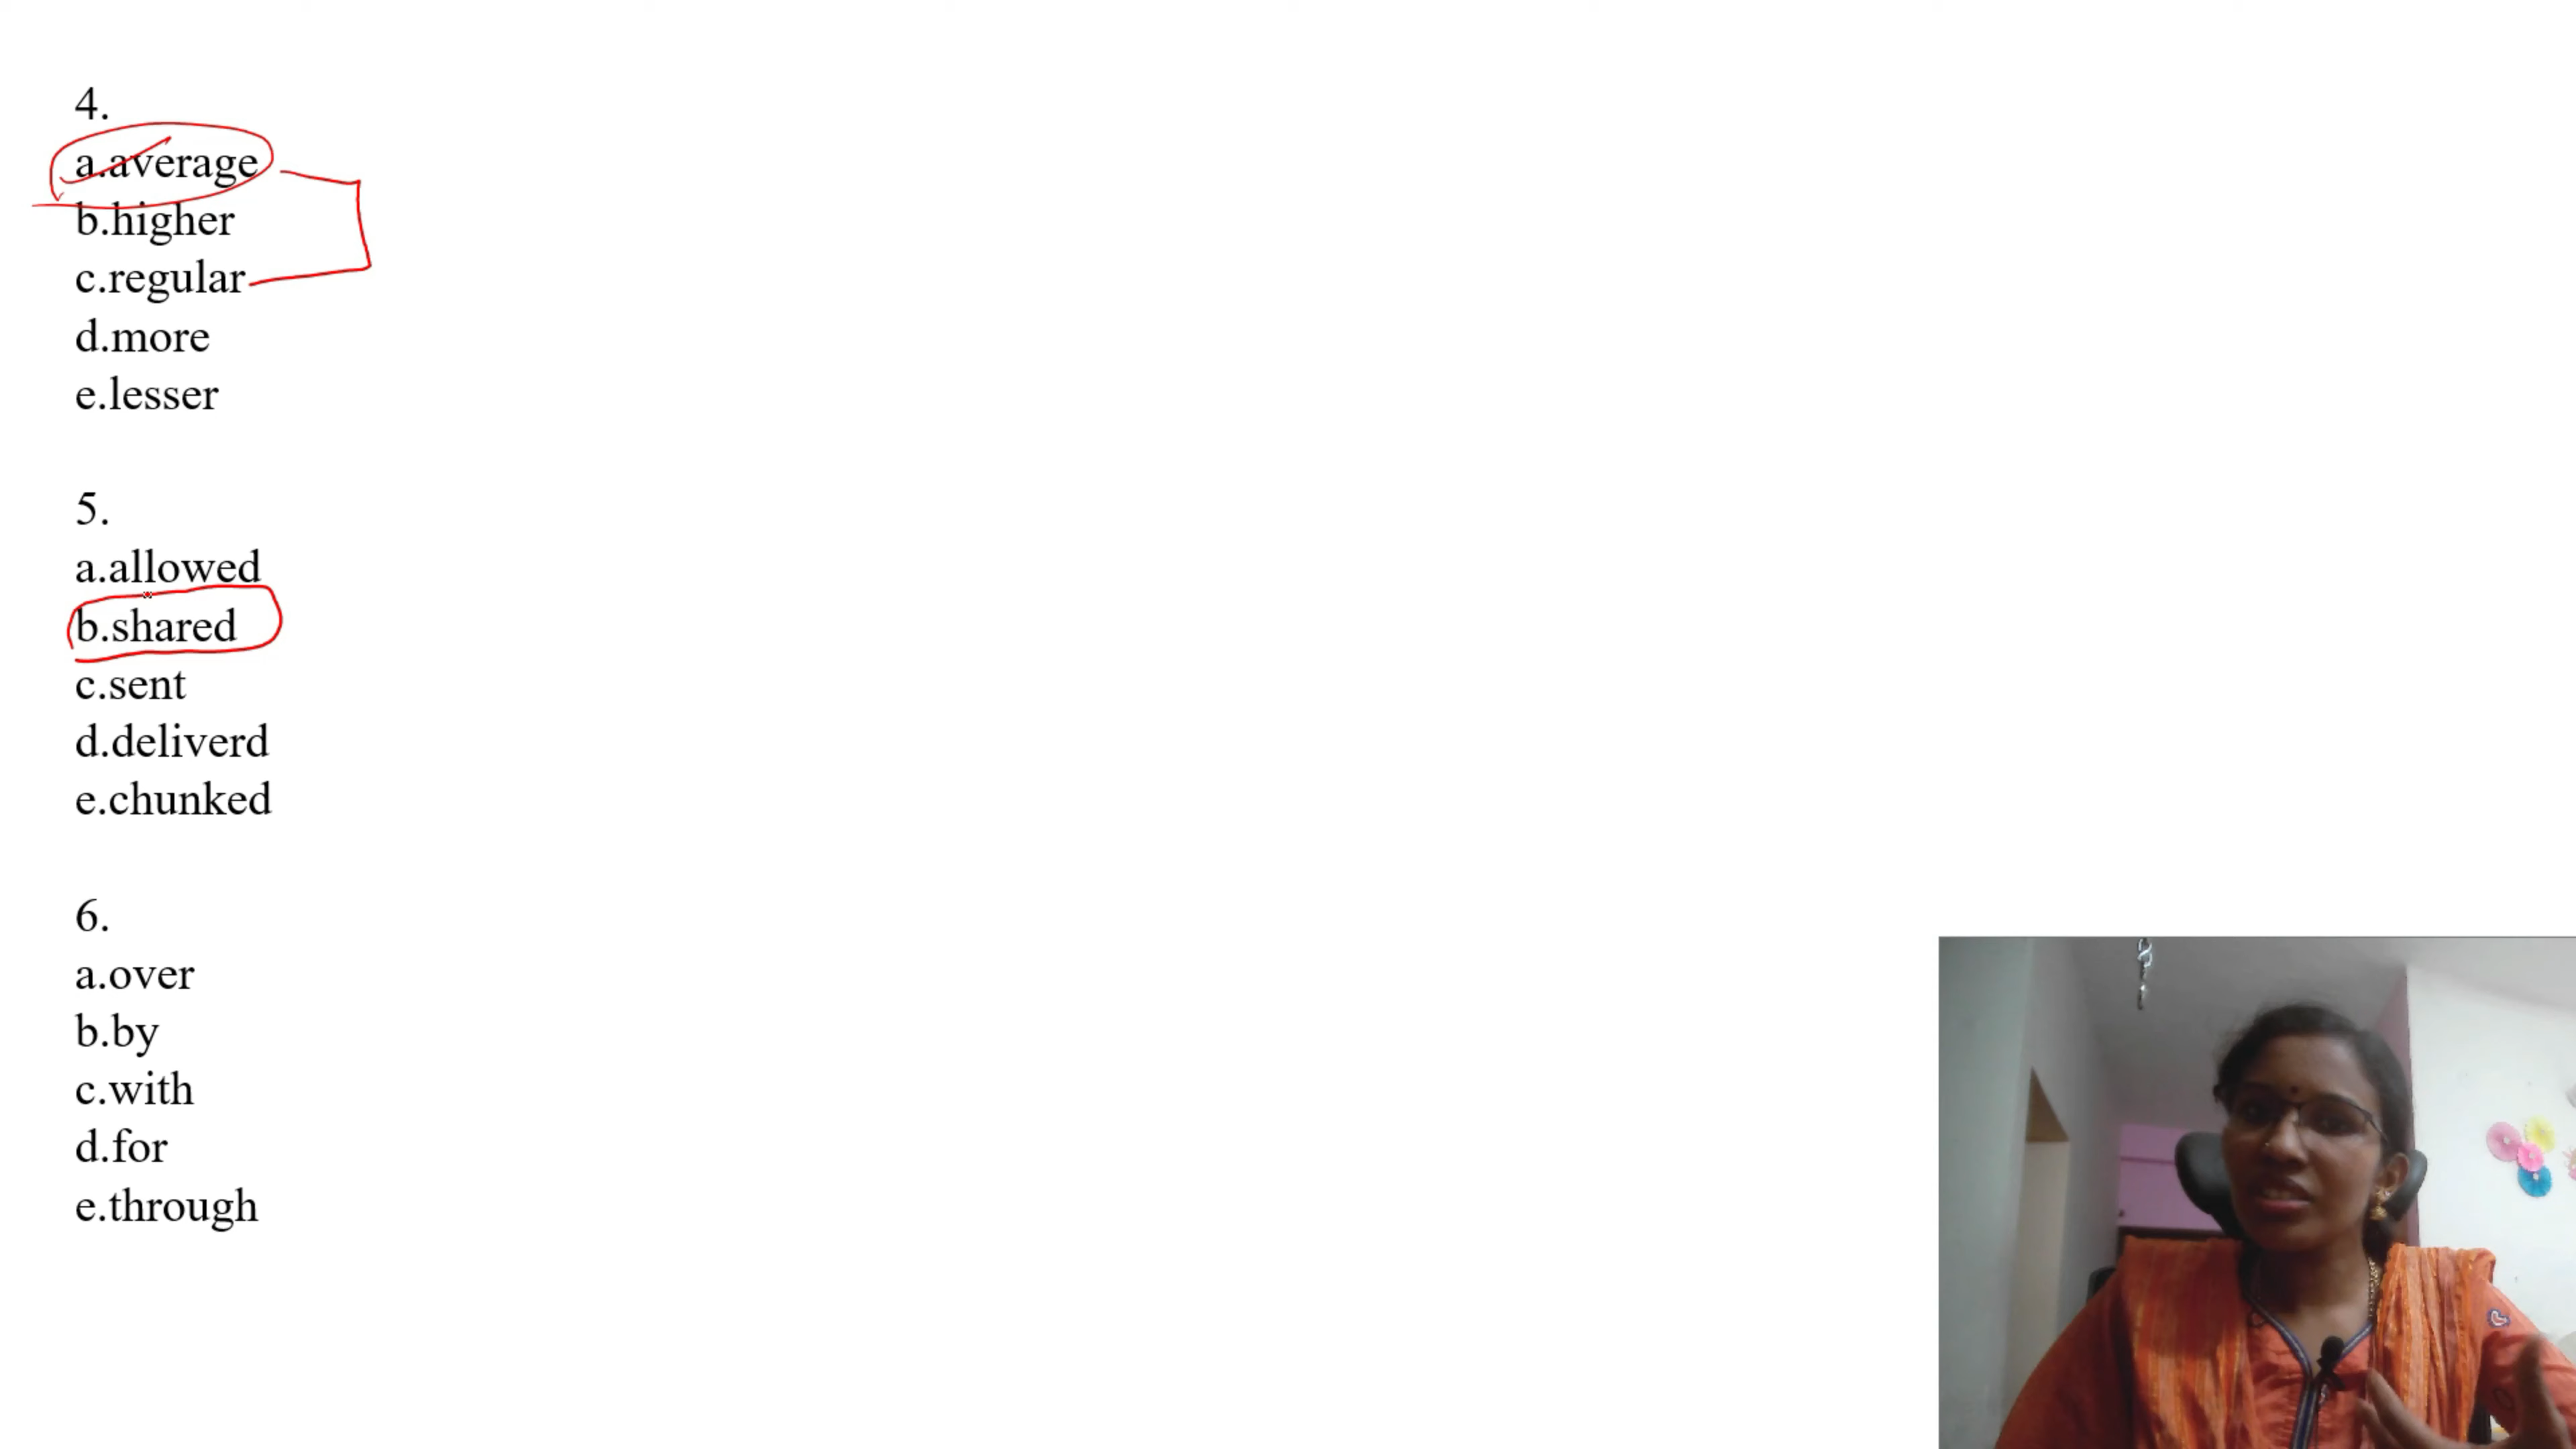 4.
a.average
b.higher
c.regular
d.more
e.lesser
5.
a.allowed
b.shared
c.sent
d.deliverd
e.chunked
6.
a.over
b.by
c.with
d.for
e.through